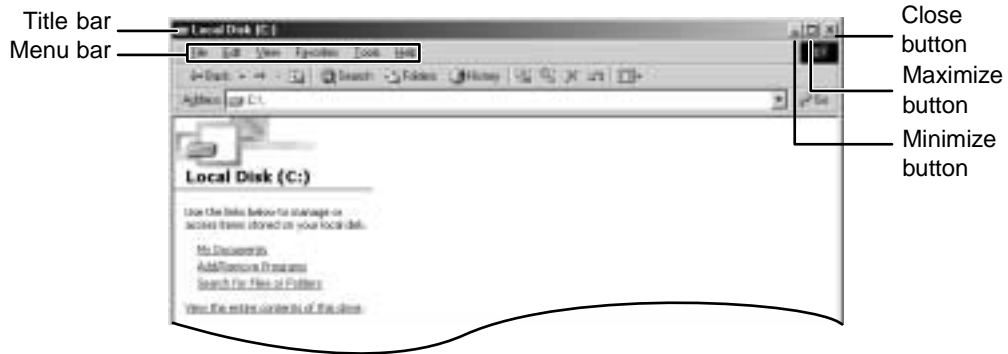 Title bar
Menu bar
Close
button
Maximize
button
Minimize
button
Local Disk (C:)
File Edit View Favorites Tools Help
Back Search Folders History
Address C:\ Go
Local Disk (C:)
Use the links below to manage or
access items stored on your local disk.
My Documents
Add/Remove Programs
Search for Files or Folders
View the entire contents of this drive